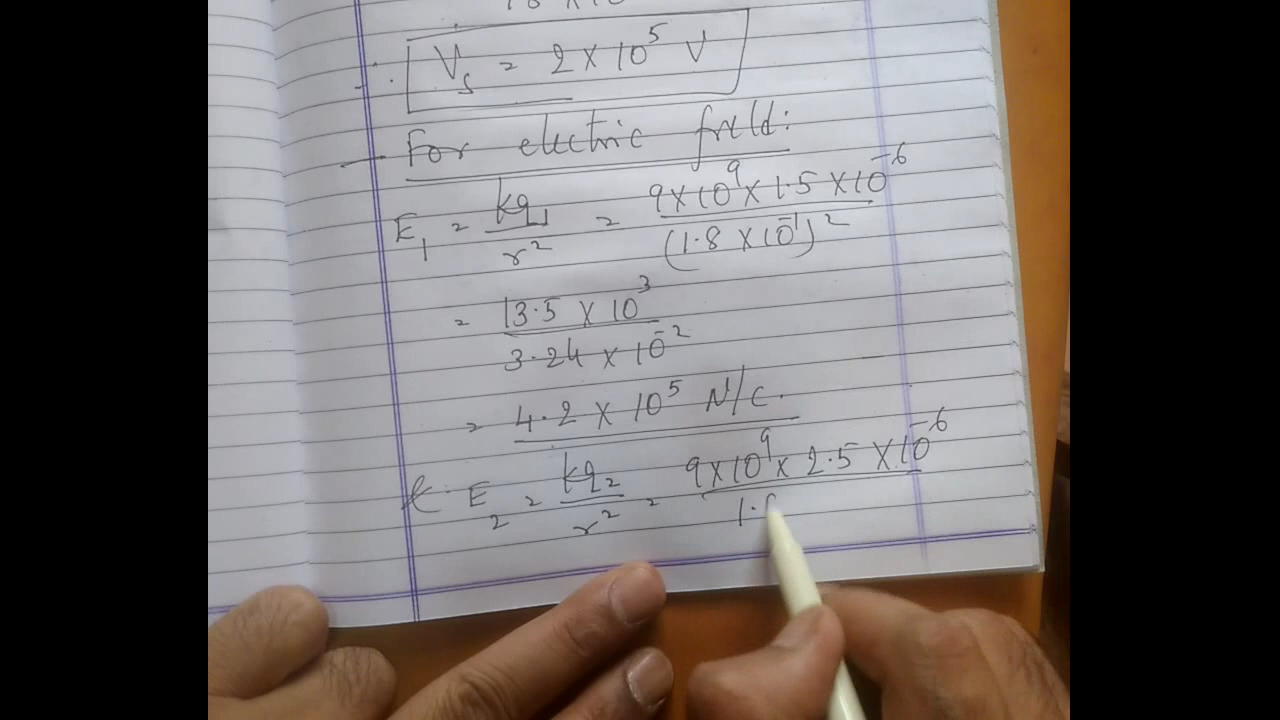 V_s = 2 × 10^5 V
For electric field:
E_1 = kq_1 / r^2 = 9×10^9 × 1.5 × 10^-6 / (1.8 × 10^-1)^2
= 13.5 × 10^3 / 3.24 × 10^-2
= 4.2 × 10^5 N/C.
& E_2 = kq_2 / r^2 = 9×10^9 × 2.5 × 10^-6 / 1.